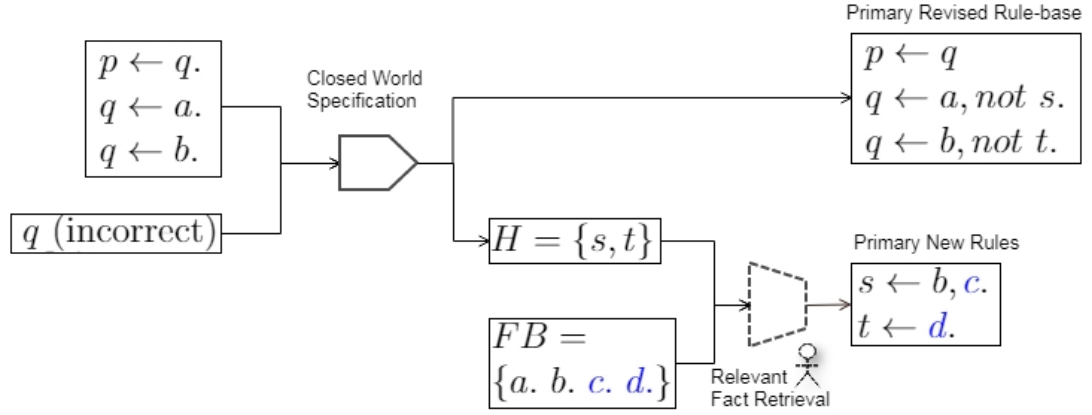 Primary Revised Rule-base
p ← q.
q ← a.
q ← b.
Closed World
Specification
p ← q
q ← a, not s.
q ← b, not t.
q (incorrect)
H = {s, t}
Primary New Rules
s ← b, c.
t ← d.
FB =
{a. b. c. d.}
Relevant
Fact Retrieval